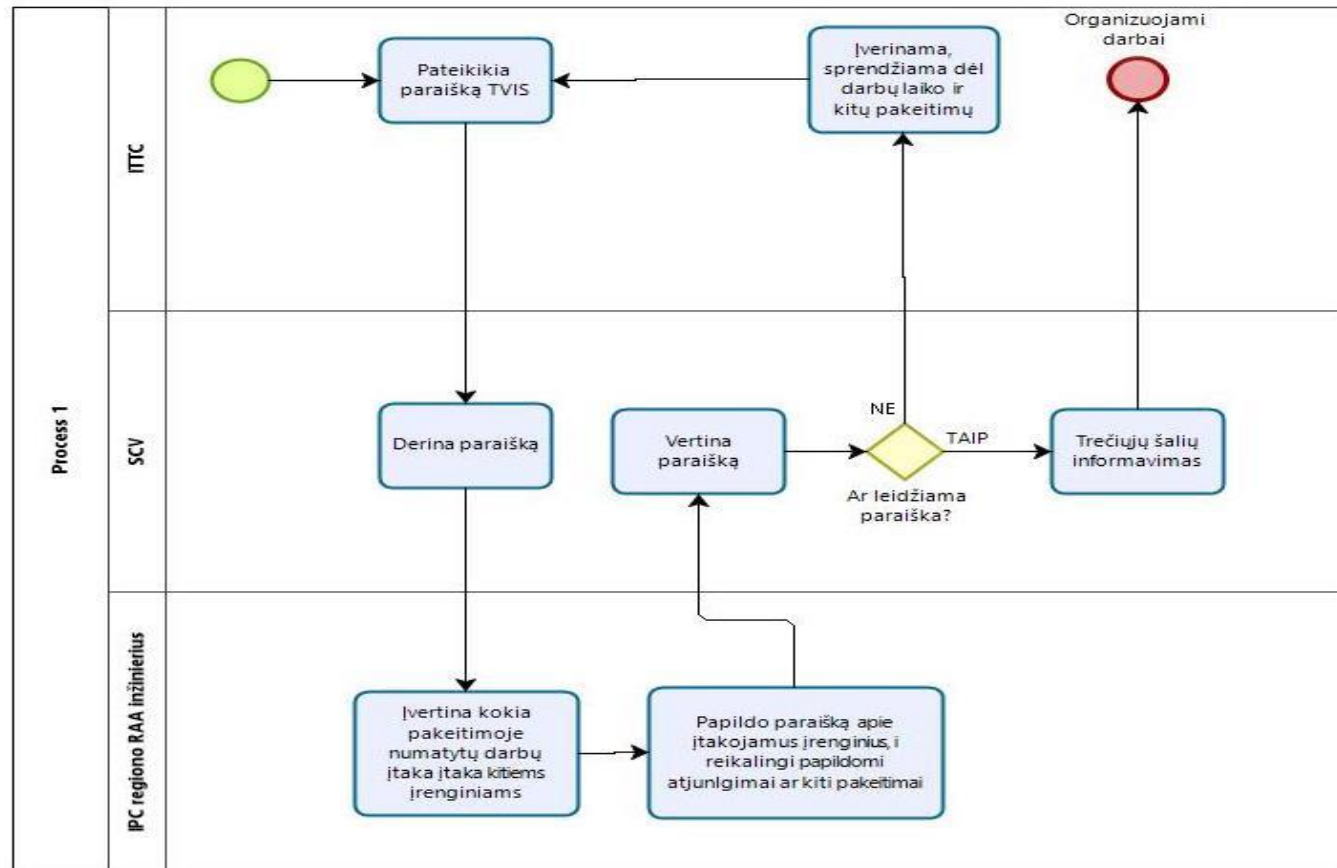 Process 1
ITTC
Pateikikia
paraišką TVIS
Įverinama,
sprendžiama dėl
darbų laiko ir
kitų pakeitimų
Organizuojami
darbai
SCV
Derina paraišką
Vertina
paraišką
NE
TAIP
Ar leidžiama
paraiška?
Trečiųjų šalių
informavimas
IPC regiono RAA inžinierius
Įvertina kokia
pakeitimoje
numatytų darbų
įtaka įtaka kitiems
įrenginiams
Papildo paraišką apie
įtakojamus įrenginius, i
reikalingi papildomi
atjunlgimai ar kiti pakeitimai